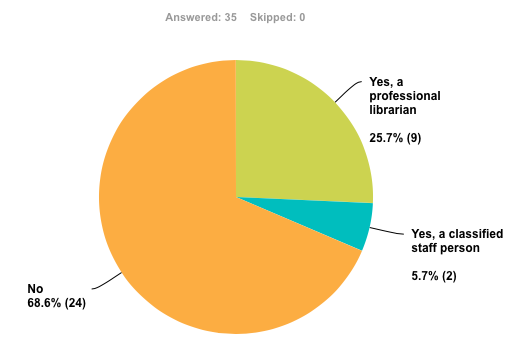 Answered: 35    Skipped: 0
Yes, a
professional
librarian
25.7% (9)
Yes, a classified
staff person
5.7% (2)
No
68.6% (24)